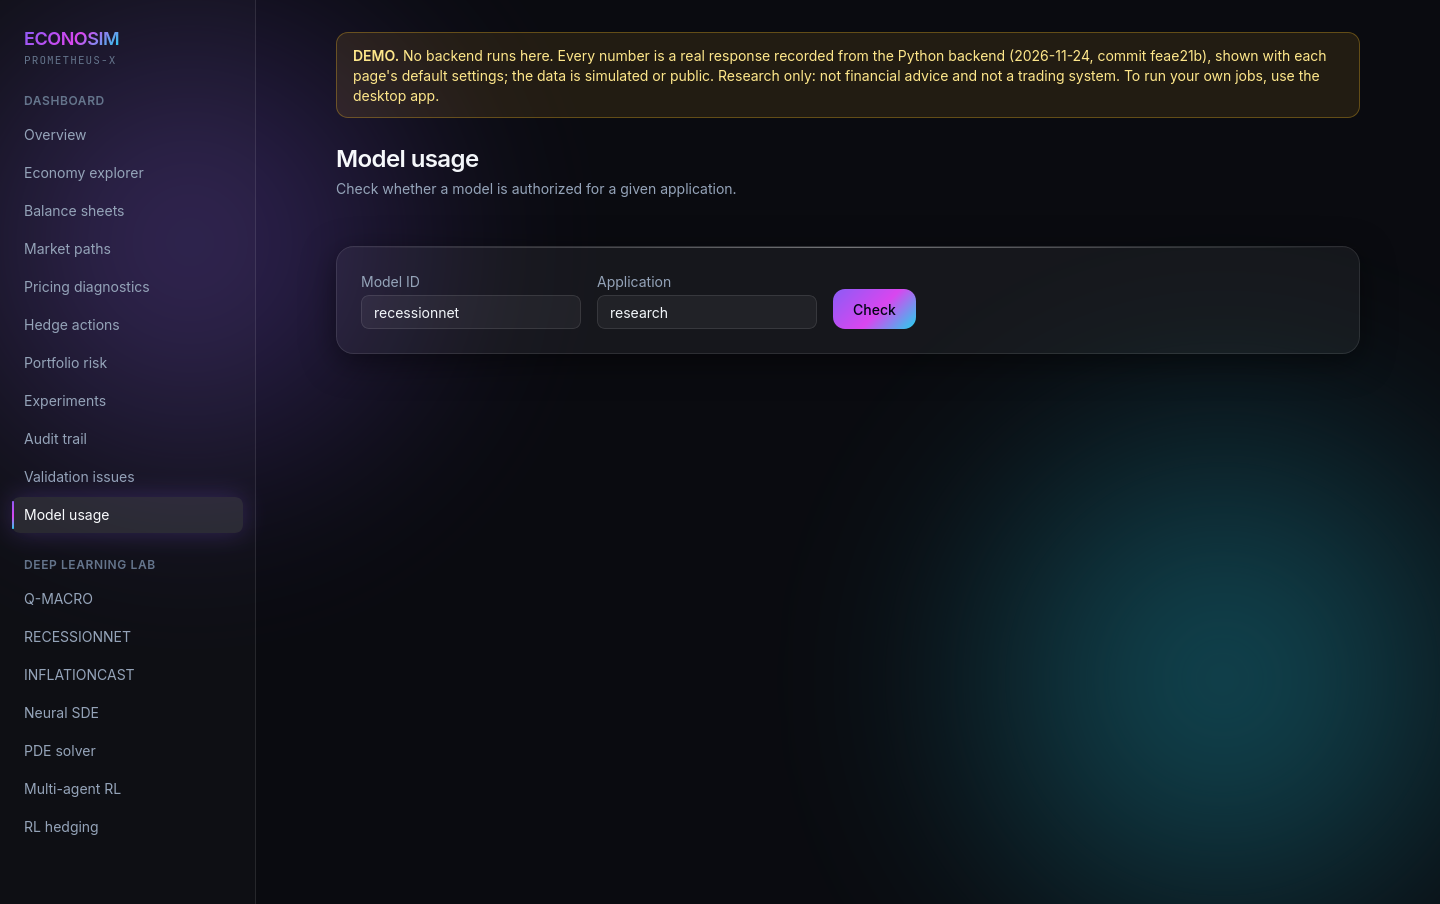 ECONOSIM
PROMETHEUS-X
DASHBOARD
Overview
Economy explorer
Balance sheets
Market paths
Pricing diagnostics
Hedge actions
Portfolio risk
Experiments
Audit trail
Validation issues
Model usage
DEEP LEARNING LAB
Q-MACRO
RECESSIONNET
INFLATIONCAST
Neural SDE
PDE solver
Multi-agent RL
RL hedging
DEMO. No backend runs here. Every number is a real response recorded from the Python backend (2026-11-24, commit feae21b), shown with each
page's default settings; the data is simulated or public. Research only: not financial advice and not a trading system. To run your own jobs, use the
desktop app.
Model usage
Check whether a model is authorized for a given application.
Model ID
recessionnet
Application
research
Check